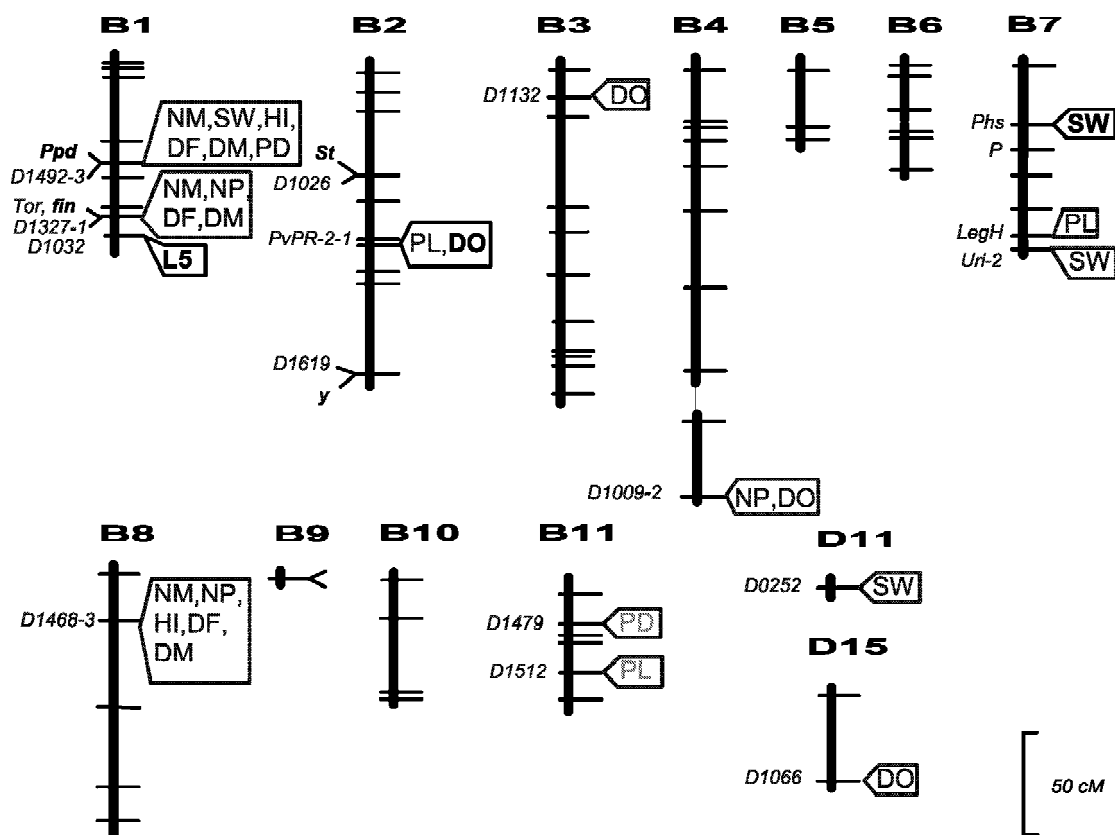 B1 B2 B3 B4 B5 B6 B7
Ppd
D1492-3
Tor, fin
D1327-1
D1032
NM,SW,HI,
DF,DM,PD
NM,NP,
DF,DM
L5
St
D1026
PvPR-2-1
PL,DO
D1619
y
D1132
DO
D1009-2
NP,DO
Phs
SW
P
LegH
PL
Uri-2
SW
B8 B9 B10 B11 D11
D1468-3
NM,NP,
HI,DF,
DM
D1479
PD
D1512
PL
D0252
SW
D15
D1066
DO
50 cM